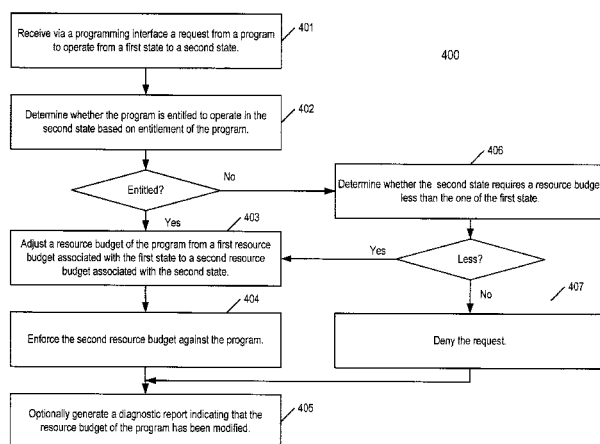 Receive via a programming interface a request from a program
to operate from a first state to a second state.
401
400
Determine whether the program is entitled to operate in the
second state based on entitlement of the program.
402
Entitled?
No
Yes
406
Determine whether the second state requires a resource budget
less than the one of the first state.
403
Adjust a resource budget of the program from a first resource
budget associated with the first state to a second resource
budget associated with the second state.
Yes
Less?
No
404
Enforce the second resource budget against the program.
407
Deny the request.
Optionally generate a diagnostic report indicating that the
resource budget of the program has been modified.
405